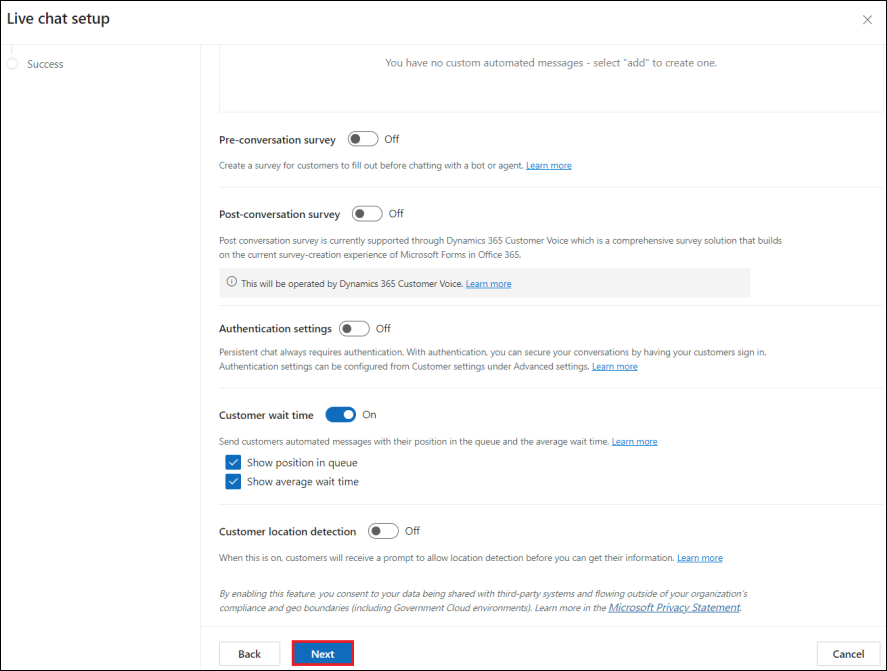 Live chat setup
Success
You have no custom automated messages - select "add" to create one.
Pre-conversation survey Off
Create a survey for customers to fill out before chatting with a bot or agent. Learn more
Post-conversation survey Off
Post conversation survey is currently supported through Dynamics 365 Customer Voice which is a comprehensive survey solution that builds
on the current survey-creation experience of Microsoft Forms in Office 365.
This will be operated by Dynamics 365 Customer Voice. Learn more
Authentication settings Off
Persistent chat always requires authentication. With authentication, you can secure your conversations by having your customers sign in.
Authentication settings can be configured from Customer settings under Advanced settings. Learn more
Customer wait time On
Send customers automated messages with their position in the queue and the average wait time. Learn more
Show position in queue
Show average wait time
Customer location detection Off
When this is on, customers will receive a prompt to allow location detection before you can get their information. Learn more
By enabling this feature, you consent to your data being shared with third-party systems and flowing outside of your organization's
compliance and geo boundaries (including Government Cloud environments). Learn more in the Microsoft Privacy Statement.
Back Next Cancel